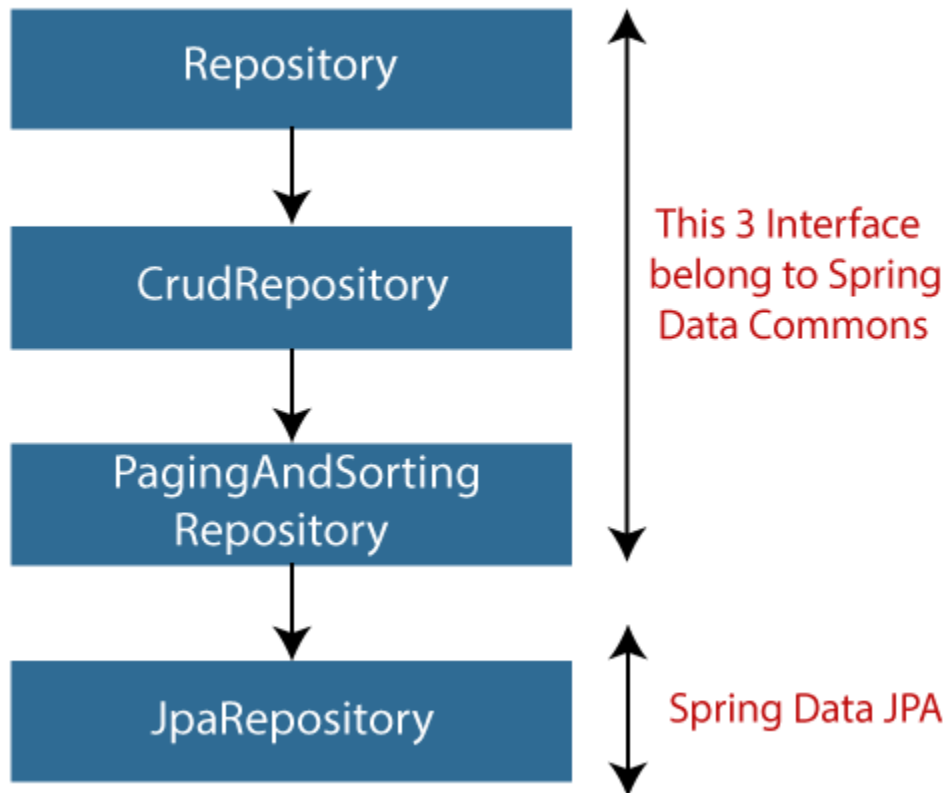 Repository
CrudRepository
PagingAndSorting
Repository
JpaRepository
This 3 Interface
belong to Spring
Data Commons
Spring Data JPA